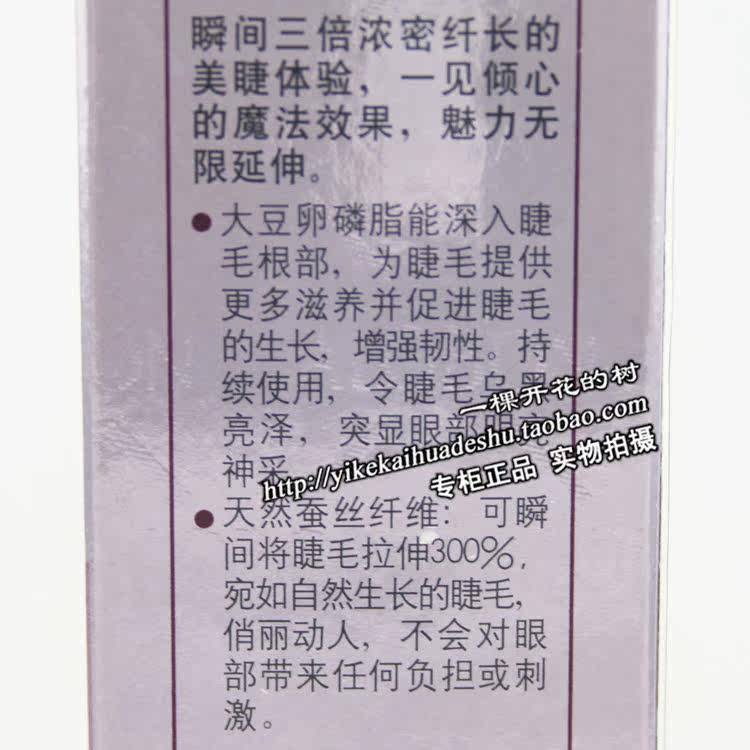 瞬间三倍浓密纤长的
美睫体验，一见倾心
的魔法效果，魅力无
限延伸。
●大豆卵磷脂能深入睫
毛根部，为睫毛提供
更多滋养并促进睫毛
的生长，增强韧性。持
续使用，令睫毛乌黑
亮泽，突显眼部明亮
神采
●天然蚕丝纤维：可瞬
间将睫毛拉伸300%，
宛如自然生长的睫毛，
俏丽动人，不会对眼
部带来任何负担或刺
激。
一棵开花的树
http://yikekaihuadeshu.taobao.com
专柜正品 实物拍摄